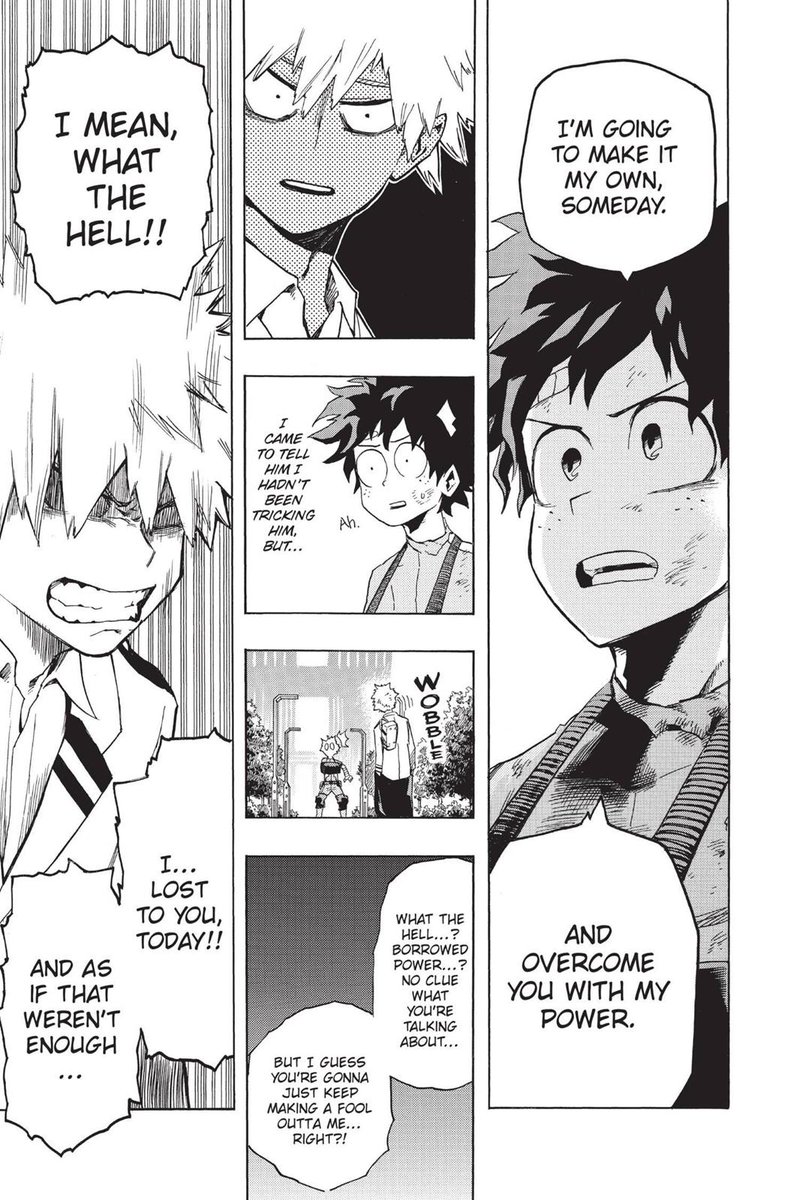 I'M GOING
TO MAKE IT
MY OWN,
SOMEDAY.
AND
OVERCOME
YOU WITH MY
POWER.
I
CAME
TO TELL
HIM I
HADN'T
BEEN
TRICKING
HIM,
BUT...
Ah.
WOBBLE
WHAT THE
HELL...?
BORROWED
POWER...?
NO CLUE
WHAT
YOU'RE
TALKING
ABOUT...
BUT I GUESS
YOU'RE GONNA
JUST KEEP
MAKING A FOOL
OUTTA ME...
RIGHT?!
I MEAN,
WHAT
THE
HELL!!
I...
LOST
TO YOU,
TODAY!!
AND AS
IF THAT
WEREN'T
ENOUGH
...